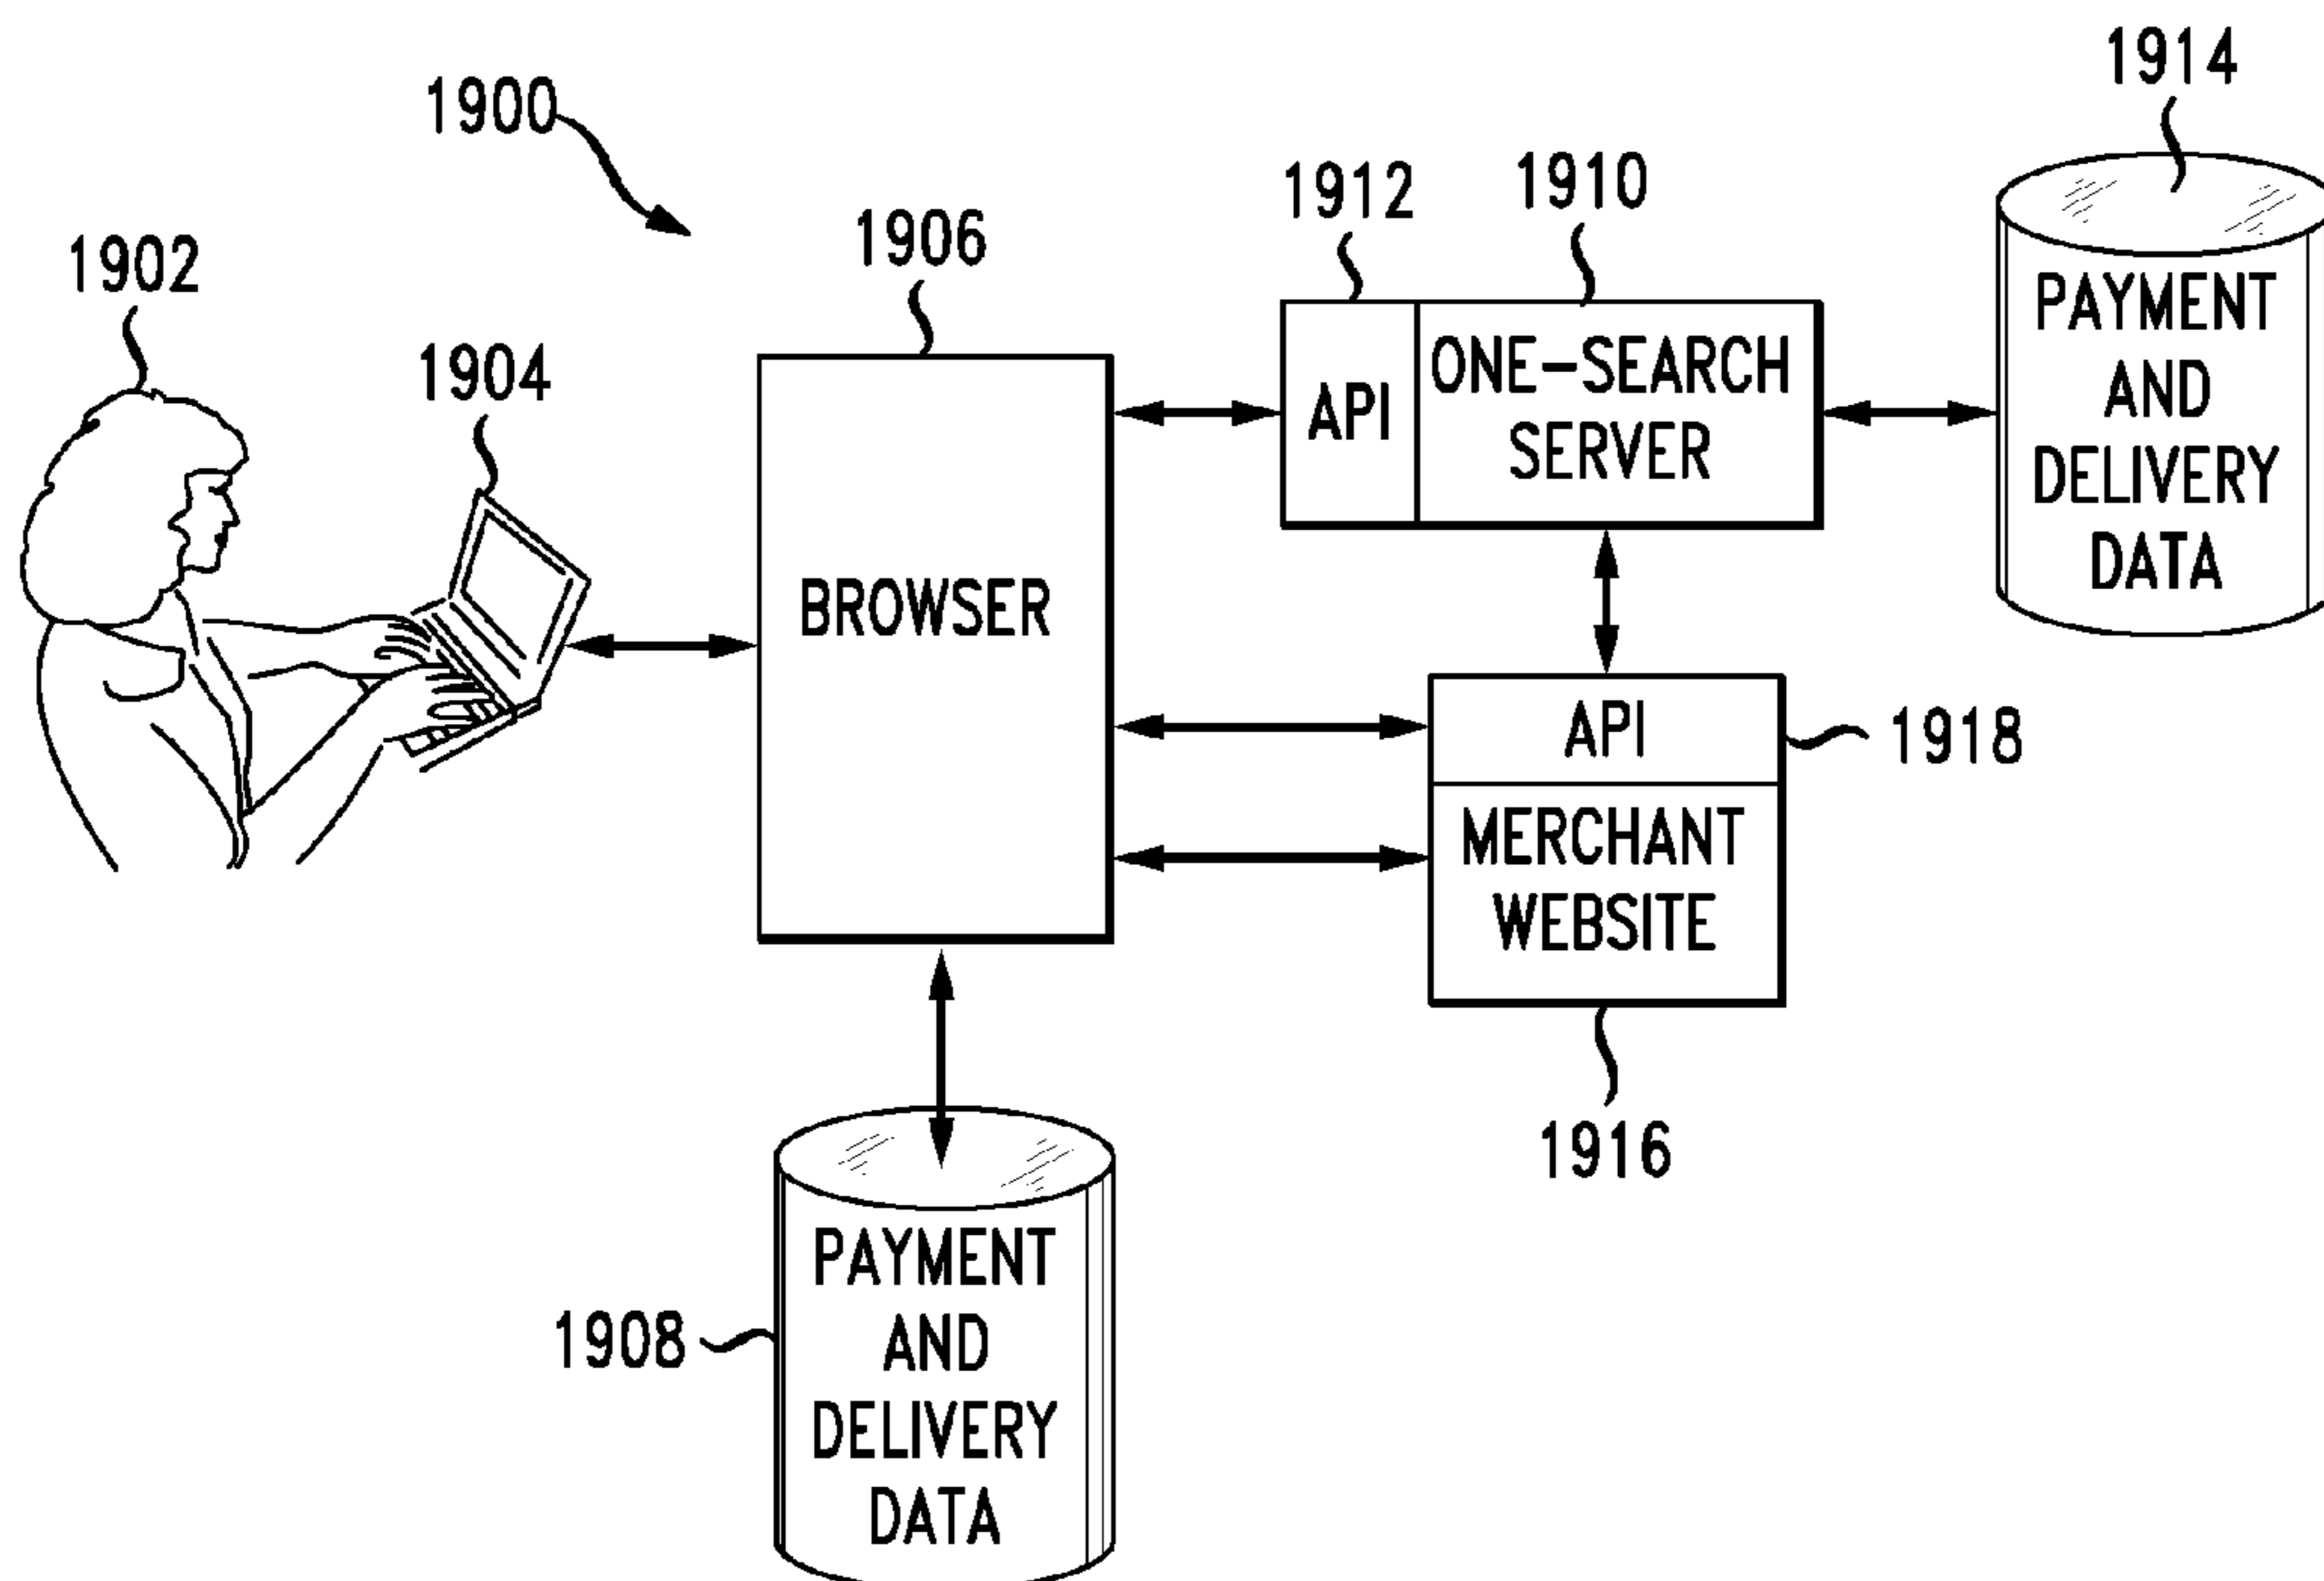 1900
1902
1904
1906
1912
1910
1914
BROWSER
API
ONE-SEARCH
SERVER
PAYMENT
AND
DELIVERY
DATA
API
1918
MERCHANT
WEBSITE
1916
1908
PAYMENT
AND
DELIVERY
DATA